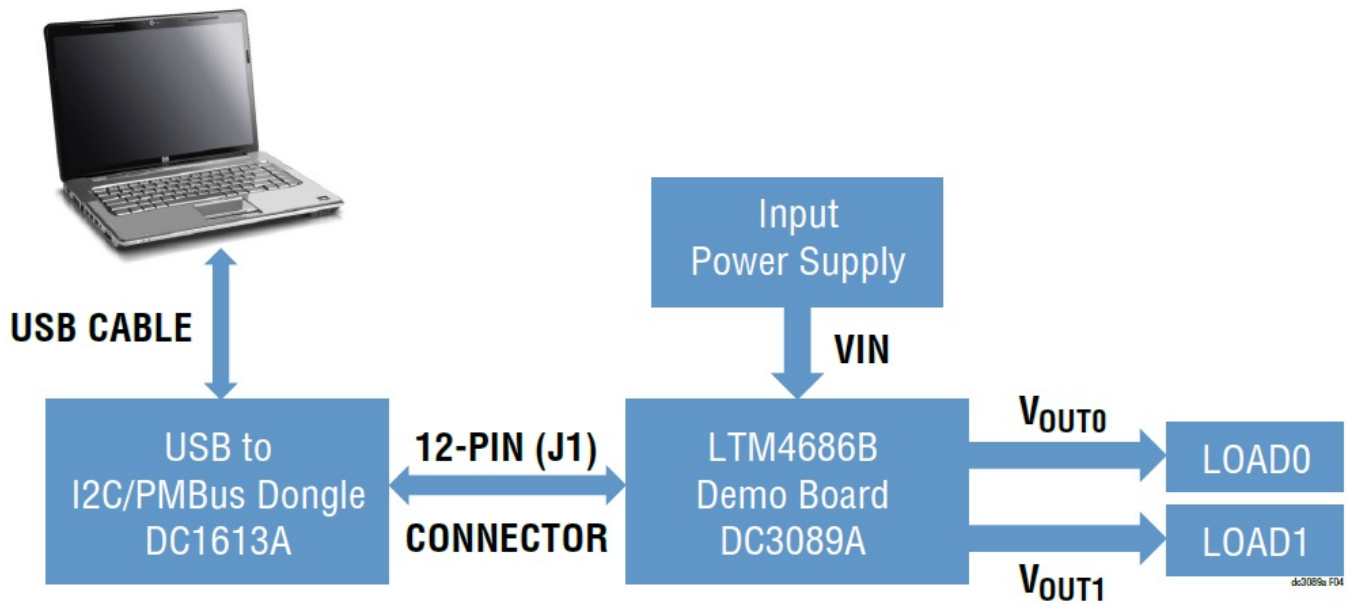 Input
Power Supply
USB CABLE
VIN
USB to
I2C/PMBus Dongle
DC1613A
12-PIN (J1)
CONNECTOR
LTM4686B
Demo Board
DC3089A
VOUT0
LOAD0
LOAD1
VOUT1
dc3089a F04